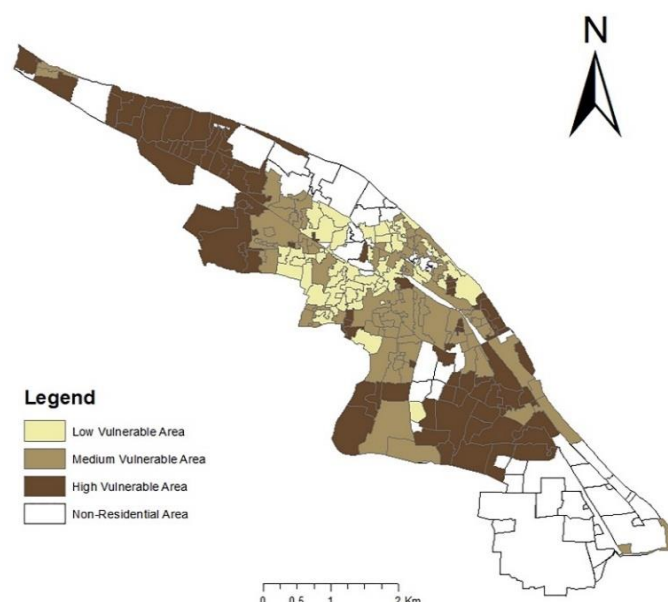 N
Legend
Low Vulnerable Area
Medium Vulnerable Area
High Vulnerable Area
Non-Residential Area
0 0.5 1 2 Km